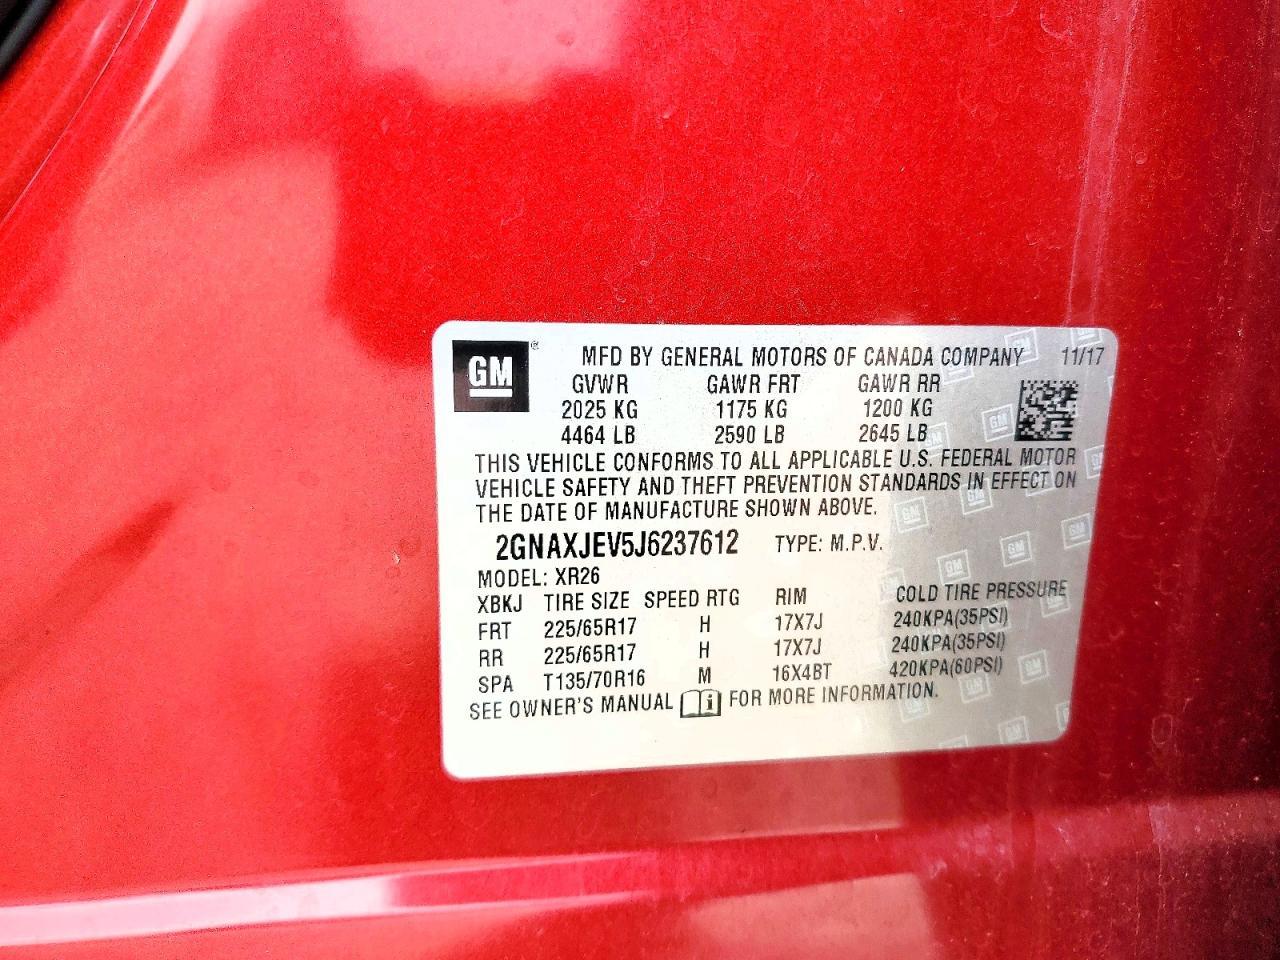 GM ®
MFD BY GENERAL MOTORS OF CANADA COMPANY 11/17
GVWR GAWR FRT GAWR RR
2025 KG 1175 KG 1200 KG
4464 LB 2590 LB 2645 LB
THIS VEHICLE CONFORMS TO ALL APPLICABLE U.S. FEDERAL MOTOR
VEHICLE SAFETY AND THEFT PREVENTION STANDARDS IN EFFECT ON
THE DATE OF MANUFACTURE SHOWN ABOVE.
2GNAXJEV5J6237612 TYPE: M.P.V.
MODEL: XR26
XBKJ TIRE SIZE SPEED RTG RIM COLD TIRE PRESSURE
FRT 225/65R17 H 17X7J 240KPA(35PSI)
RR 225/65R17 H 17X7J 240KPA(35PSI)
SPA T135/70R16 M 16X4BT 420KPA(60PSI)
SEE OWNER'S MANUAL i FOR MORE INFORMATION.